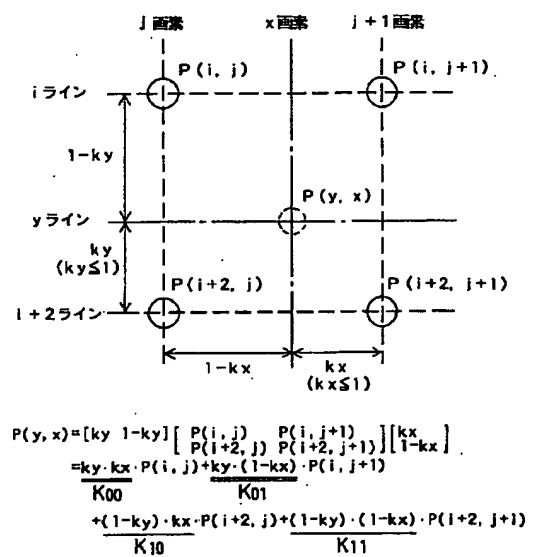 j 画素 x 画素 j+1 画素
P(i, j) P(i, j+1)
iライン
1-ky
P(y, x)
yライン
ky
(ky≦1)
P(i+2, j) P(i+2, j+1)
i+2ライン
1-kx kx
(kx≦1)
P(y,x)=[ky 1-ky][P(i,j) P(i,j+1)][kx]
P(i+2,j) P(i+2,j+1) 1-kx
=ky·kx·P(i,j)+ky·(1-kx)·P(i,j+1)
K00 K01
+(1-ky)·kx·P(i+2,j)+(1-ky)·(1-kx)·P(i+2,j+1)
K10 K11